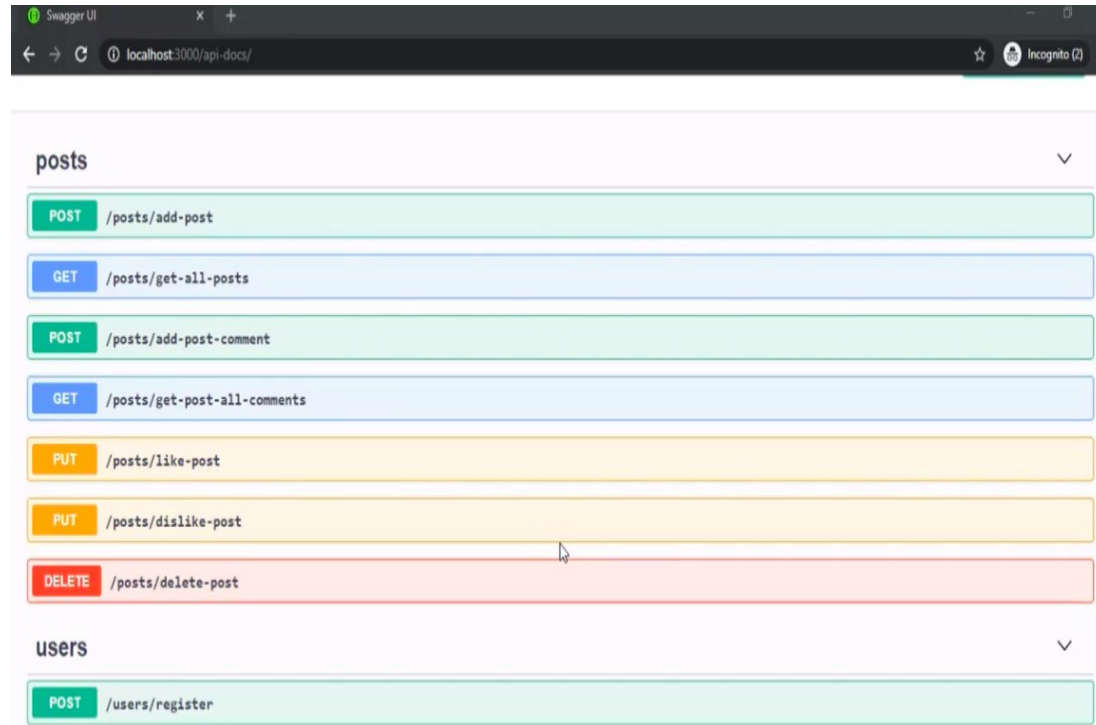 Swagger UI
localhost:3000/api-docs/
Incognito (2)
posts
POST /posts/add-post
GET /posts/get-all-posts
POST /posts/add-post-comment
GET /posts/get-post-all-comments
PUT /posts/like-post
PUT /posts/dislike-post
DELETE /posts/delete-post
users
POST /users/register